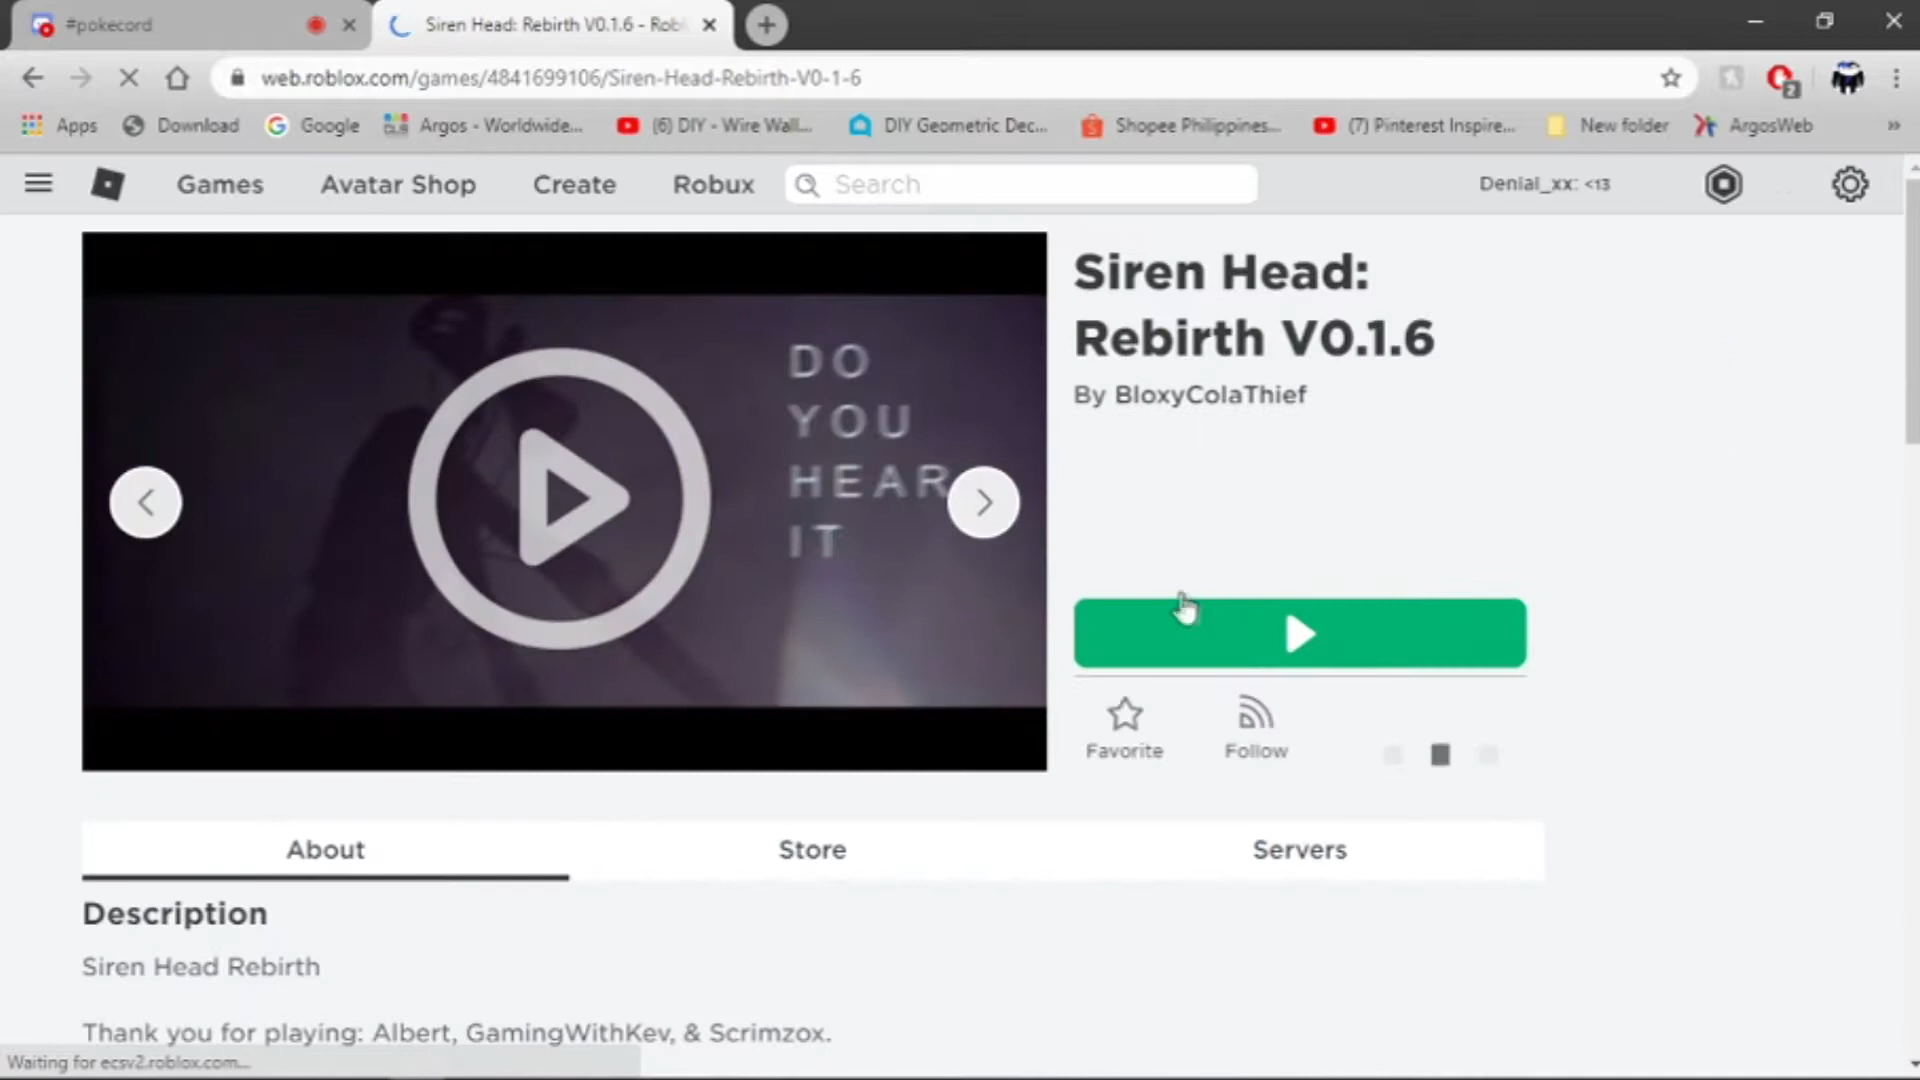 #pokecord
Siren Head: Rebirth V0.1.6 - Robl
web.roblox.com/games/4841699106/Siren-Head-Rebirth-V0-1-6
2
Apps
Download
Google
Argos - Worldwide...
(6) DIY - Wire Wall...
DIY Geometric Dec...
Shopee Philippines...
(7) Pinterest Inspire...
New folder
ArgosWeb
»
Games
Avatar Shop
Create
Robux
Search
Denial_xx: <13
DO
YOU
HEAR
IT
Siren Head:
Rebirth V0.1.6
By BloxyColaThief
Favorite
Follow
About
Store
Servers
Description
Siren Head Rebirth
Thank you for playing: Albert, GamingWithKev, & Scrimzox.
Waiting for ecsv2.roblox.com...